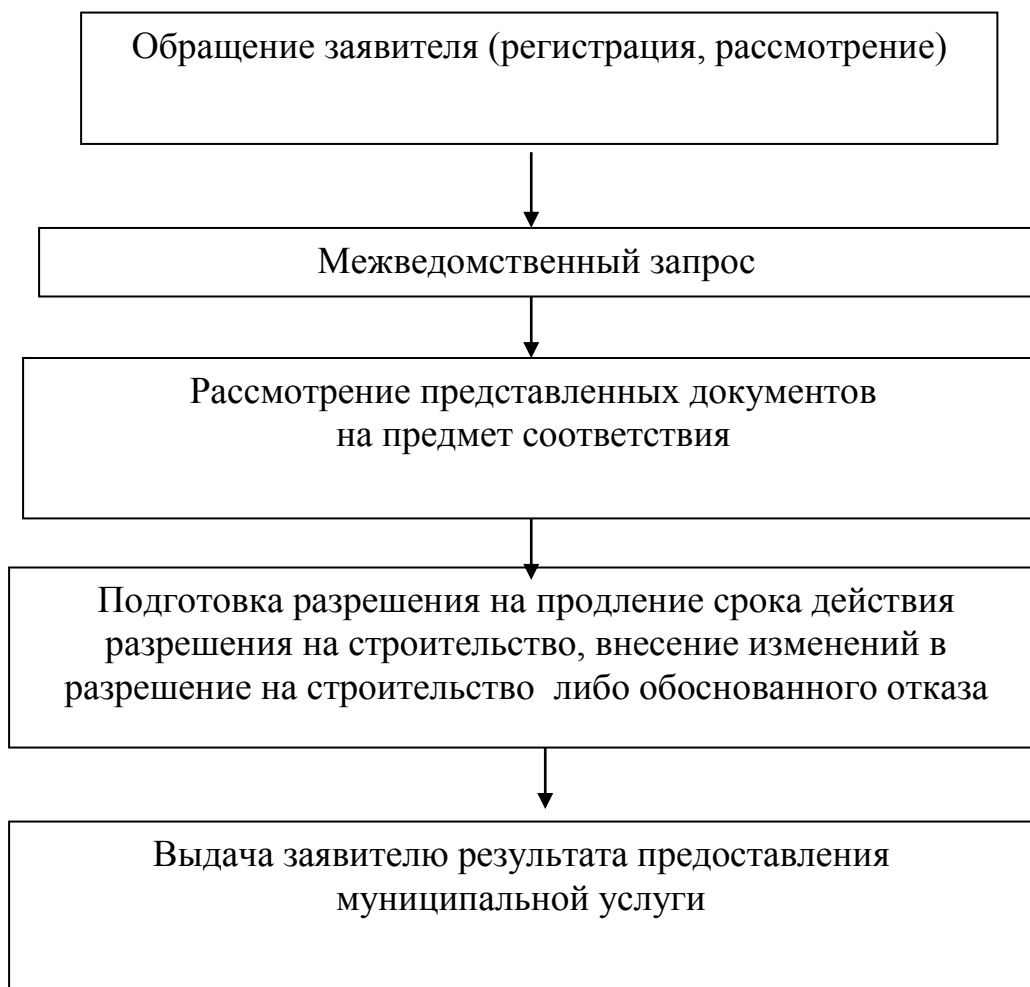 Обращение заявителя (регистрация, рассмотрение)
Межведомственный запрос
Рассмотрение представленных документов
на предмет соответствия
Подготовка разрешения на продление срока действия
разрешения на строительство, внесение изменений в
разрешение на строительство  либо обоснованного отказа
Выдача заявителю результата предоставления
муниципальной услуги